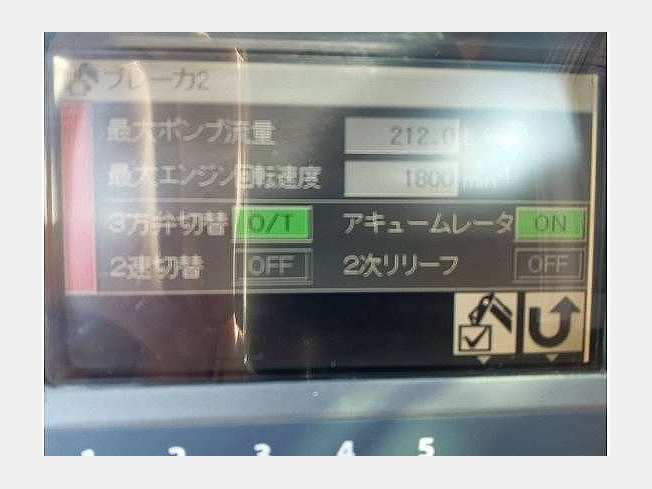 ブレーカ2
最大ポンプ流量 212.0 L
最大エンジン回転速度 1800 min
3方弁切替 O/T アキュームレータ ON
2速切替 OFF 2次リリーフ OFF
1 2 3 4 5